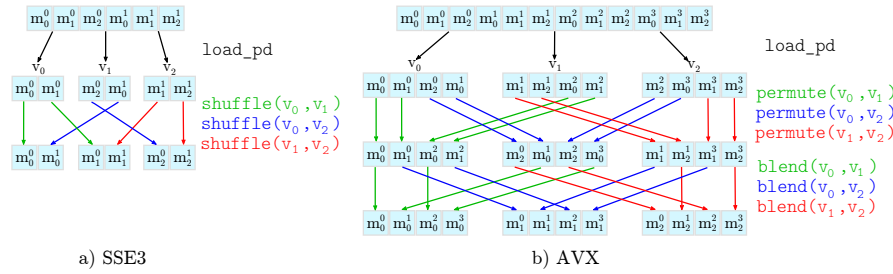 m₀⁰ m₁⁰ m₂⁰ m₀¹ m₁¹ m₂¹
load_pd
v₀ v₁ v₂
m₀⁰ m₁⁰ m₂⁰ m₀¹ m₁¹ m₂¹
shuffle(v₀,v₁)
shuffle(v₀,v₂)
shuffle(v₁,v₂)
m₀⁰ m₀¹ m₁⁰ m₁¹ m₂⁰ m₂¹
a) SSE3
m₀⁰ m₁⁰ m₂⁰ m₀¹ m₁¹ m₂¹ m₀² m₁² m₂² m₀³ m₁³ m₂³
load_pd
v₀ v₁ v₂
m₀⁰ m₁⁰ m₂⁰ m₀¹ m₁¹ m₂¹ m₀² m₁² m₂² m₀³ m₁³ m₂³
permute(v₀,v₁)
permute(v₀,v₂)
permute(v₁,v₂)
m₀⁰ m₁⁰ m₀² m₁² m₂⁰ m₀¹ m₂² m₀³ m₁¹ m₂¹ m₁³ m₂³
blend(v₀,v₁)
blend(v₀,v₂)
blend(v₁,v₂)
m₀⁰ m₀¹ m₀² m₀³ m₁⁰ m₁¹ m₁² m₁³ m₂⁰ m₂¹ m₂² m₂³
b) AVX